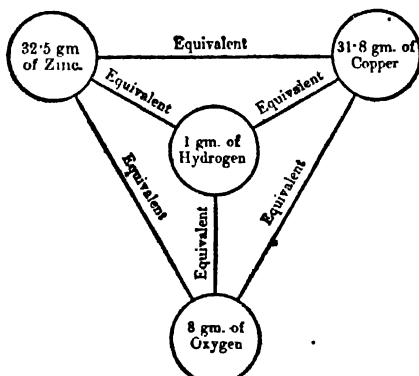 32·5 gm
of Zinc.
Equivalent
31·8 gm. of
Copper
Equivalent
Equivalent
1 gm. of
Hydrogen
Equivalent
Equivalent
Equivalent
8 gm. of
Oxygen